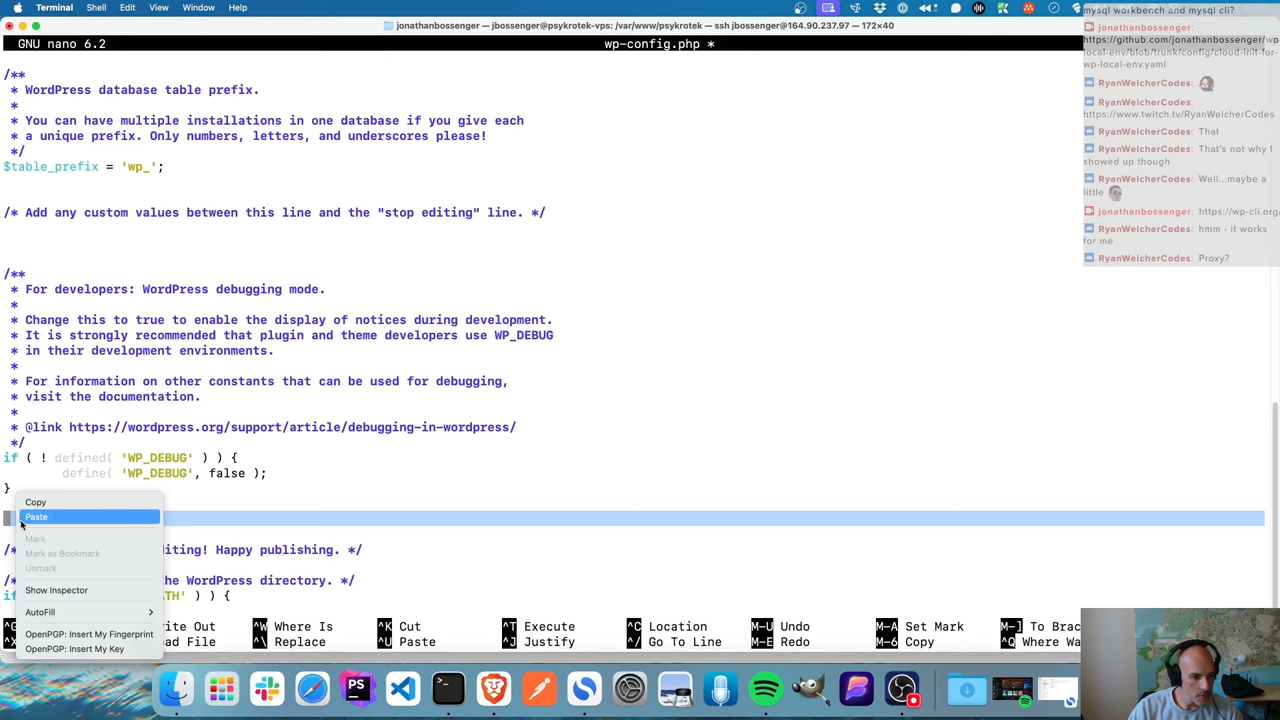 Terminal Shell Edit View Window Help
jonathanbossenger — jbossenger@psykrotek-vps: /var/www/psykrotek — ssh jbossenger@164.90.237.97 — 172×40
GNU nano 6.2 wp-config.php *
/**
* WordPress database table prefix.
*
* You can have multiple installations in one database if you give each
* a unique prefix. Only numbers, letters, and underscores please!
*/
$table_prefix = 'wp_';
/* Add any custom values between this line and the "stop editing" line. */
/**
* For developers: WordPress debugging mode.
*
* Change this to true to enable the display of notices during development.
* It is strongly recommended that plugin and theme developers use WP_DEBUG
* in their development environments.
*
* For information on other constants that can be used for debugging,
* visit the documentation.
*
* @link https://wordpress.org/support/article/debugging-in-wordpress/
*/
if ( ! defined( 'WP_DEBUG' ) ) {
define( 'WP_DEBUG', false );
}
Copy
Paste
Mark
Mark as Bookmark
Unmark
Show Inspector
AutoFill
OpenPGP: Insert My Fingerprint
OpenPGP: Insert My Key
/* iting! Happy publishing. */
/* the WordPress directory. */
if TH' ) ) {
^G rite Out ^W Where Is ^K Cut ^T Execute ^C Location M-U Undo M-A Set Mark M-] To Brac
^X ad File ^\ Replace ^U Paste ^J Justify ^/ Go To Line M-E Redo M-6 Copy ^Q Where Wa
mysql workbench and mysql cli?
jonathanbossenger:
https://github.com/jonathanbossenger/wp
local-env/blob/trunk/config/cloud-init-for-
wp-local-env.yaml
RyanWelcherCodes:
RyanWelcherCodes:
https://www.twitch.tv/RyanWelcherCodes
RyanWelcherCodes: That
RyanWelcherCodes: That's not why I
showed up though
RyanWelcherCodes: Well...maybe a
little
jonathanbossenger: https://wp-cli.org
RyanWelcherCodes: hmm - it works
for me
RyanWelcherCodes: Proxy?